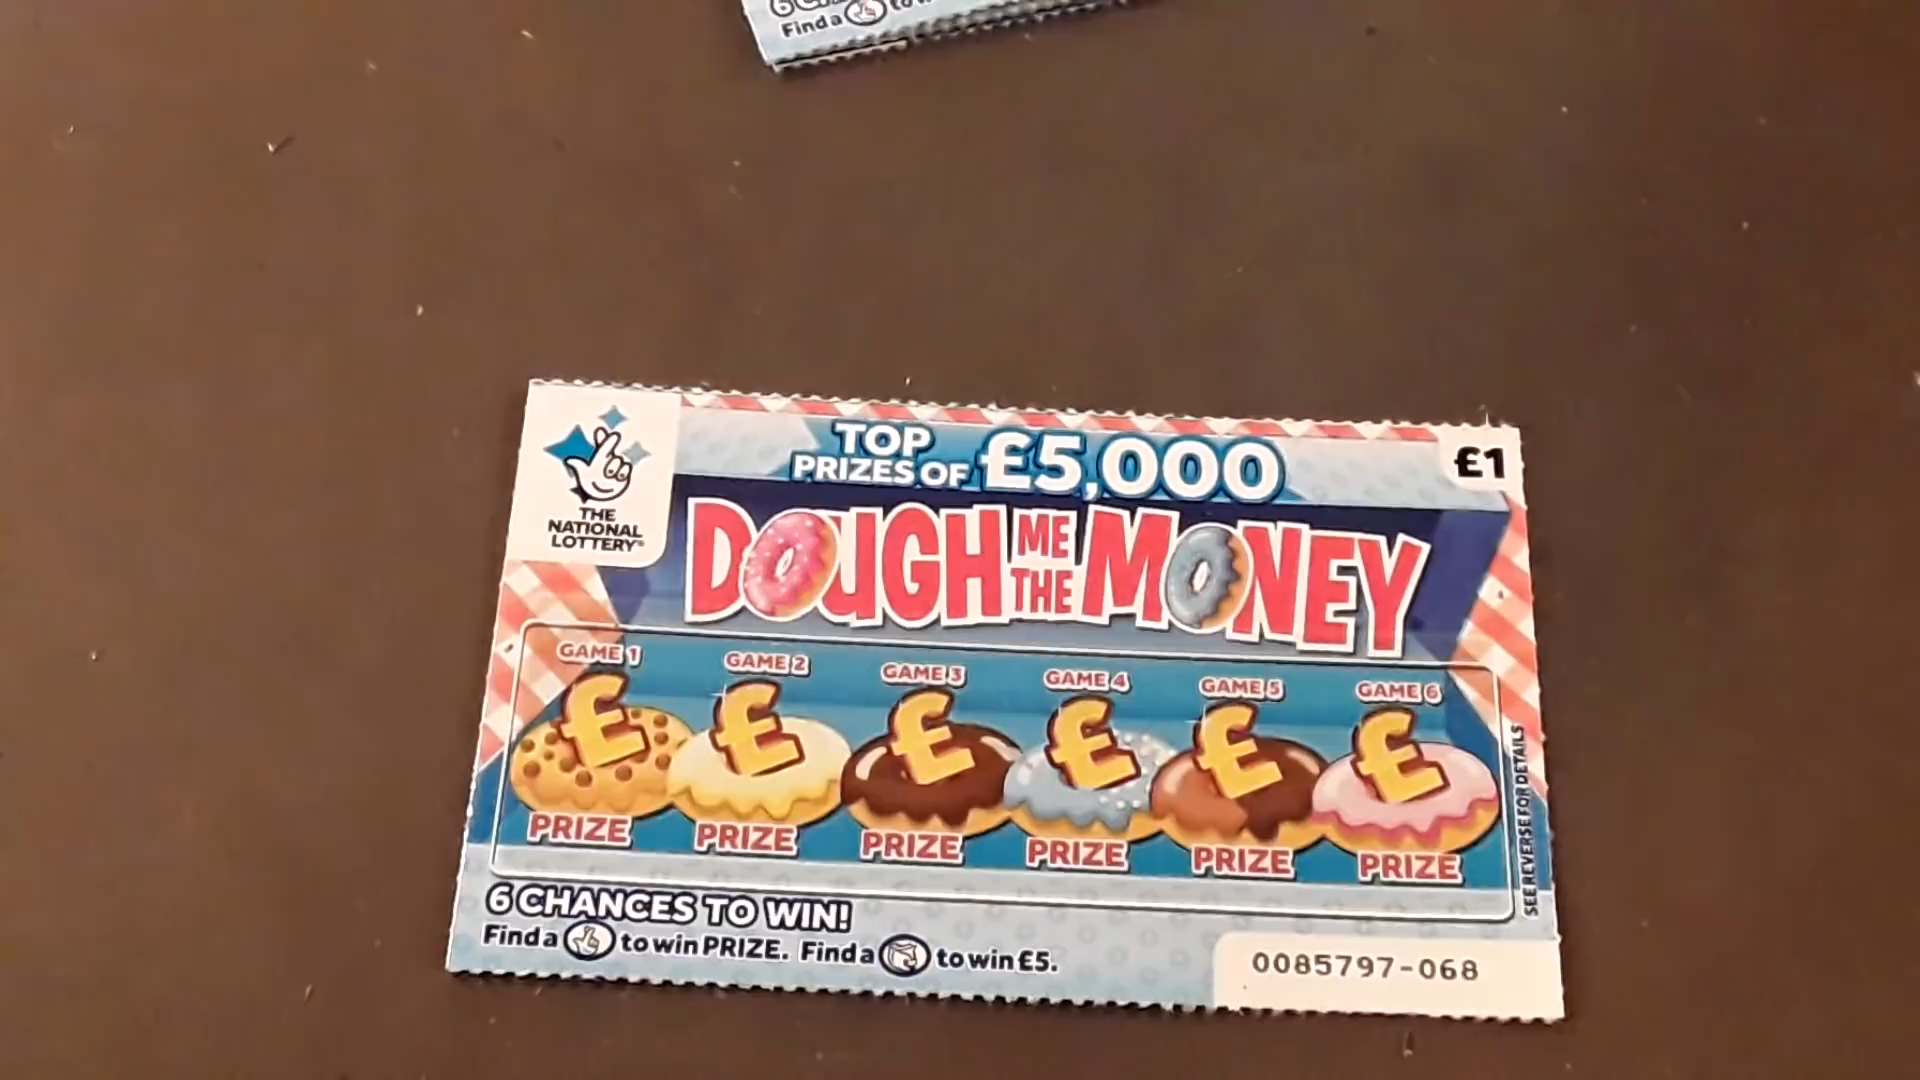 Find a
TOP
PRIZES OF £5,000
£1
THE
NATIONAL
LOTTERY®
DOUGH ME THE MONEY
GAME 1 GAME 2 GAME 3 GAME 4 GAME 5 GAME 6
£ £ £ £ £ £
PRIZE PRIZE PRIZE PRIZE PRIZE PRIZE
SEE REVERSE FOR DETAILS
6 CHANCES TO WIN!
Find a to win PRIZE. Find a to win £5.
0085797-068